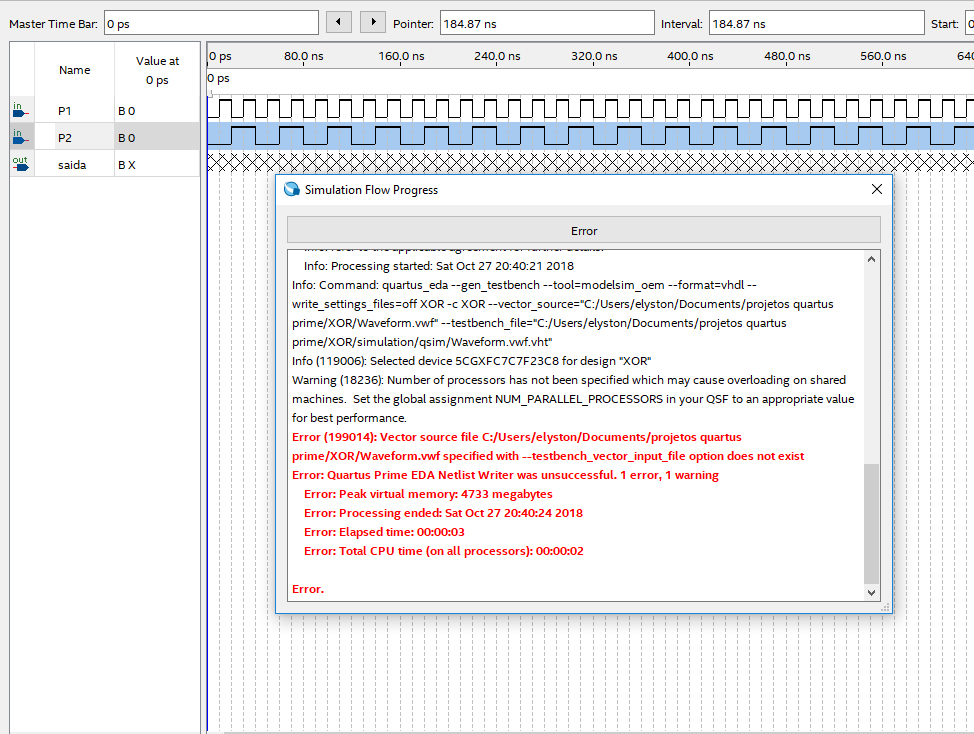 Master Time Bar: 0 ps Pointer: 184.87 ns Interval: 184.87 ns Start: 0
Name Value at
0 ps
0 ps 80.0 ns 160.0 ns 240.0 ns 320.0 ns 400.0 ns 480.0 ns 560.0 ns 640
0 ps
in P1 B 0
in P2 B 0
out saida B X
Simulation Flow Progress
Error
Info: refer to the applicable agreement for further details.
Info: Processing started: Sat Oct 27 20:40:21 2018
Info: Command: quartus_eda --gen_testbench --tool=modelsim_oem --format=vhdl --
write_settings_files=off XOR -c XOR --vector_source="C:/Users/elyston/Documents/projetos quartus
prime/XOR/Waveform.vwf" --testbench_file="C:/Users/elyston/Documents/projetos quartus
prime/XOR/simulation/qsim/Waveform.vwf.vht"
Info (119006): Selected device 5CGXFC7C7F23C8 for design "XOR"
Warning (18236): Number of processors has not been specified which may cause overloading on shared
machines.  Set the global assignment NUM_PARALLEL_PROCESSORS in your QSF to an appropriate value
for best performance.
Error (199014): Vector source file C:/Users/elyston/Documents/projetos quartus
prime/XOR/Waveform.vwf specified with --testbench_vector_input_file option does not exist
Error: Quartus Prime EDA Netlist Writer was unsuccessful. 1 error, 1 warning
Error: Peak virtual memory: 4733 megabytes
Error: Processing ended: Sat Oct 27 20:40:24 2018
Error: Elapsed time: 00:00:03
Error: Total CPU time (on all processors): 00:00:02
Error.